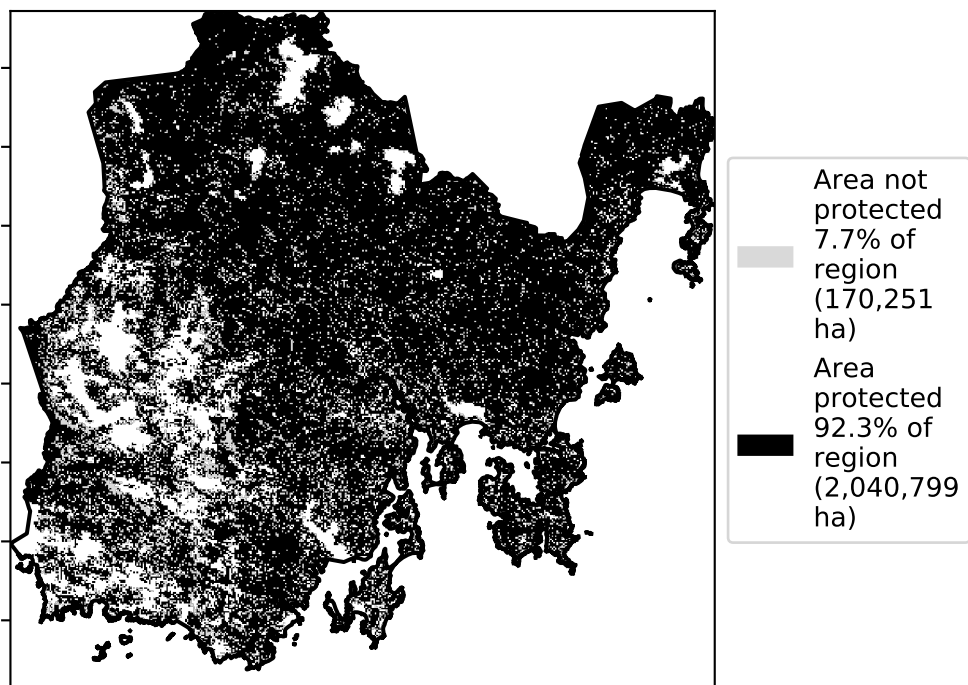 Area not
protected
7.7% of
region
(170,251
ha)
Area
protected
92.3% of
region
(2,040,799
ha)